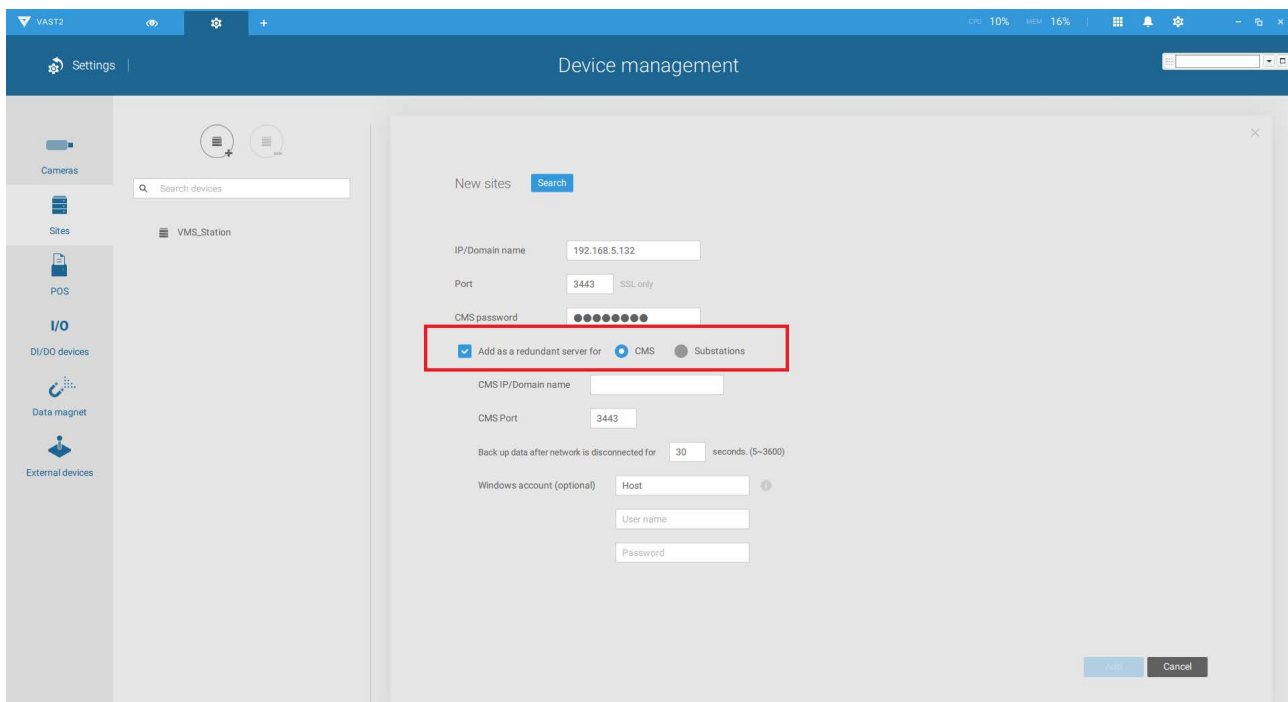 VAST2
CPU 10% MEM 16%
Settings
Device management
Cameras
Sites
POS
I/O
DI/DO devices
Data magnet
External devices
Search devices
VMS_Station
New sites Search
IP/Domain name 192.168.5.132
Port 3443 SSL only
CMS password
Add as a redundant server for CMS Substations
CMS IP/Domain name
CMS Port 3443
Back up data after network is disconnected for 30 seconds. (5~3600)
Windows account (optional) Host
User name
Password
Add Cancel